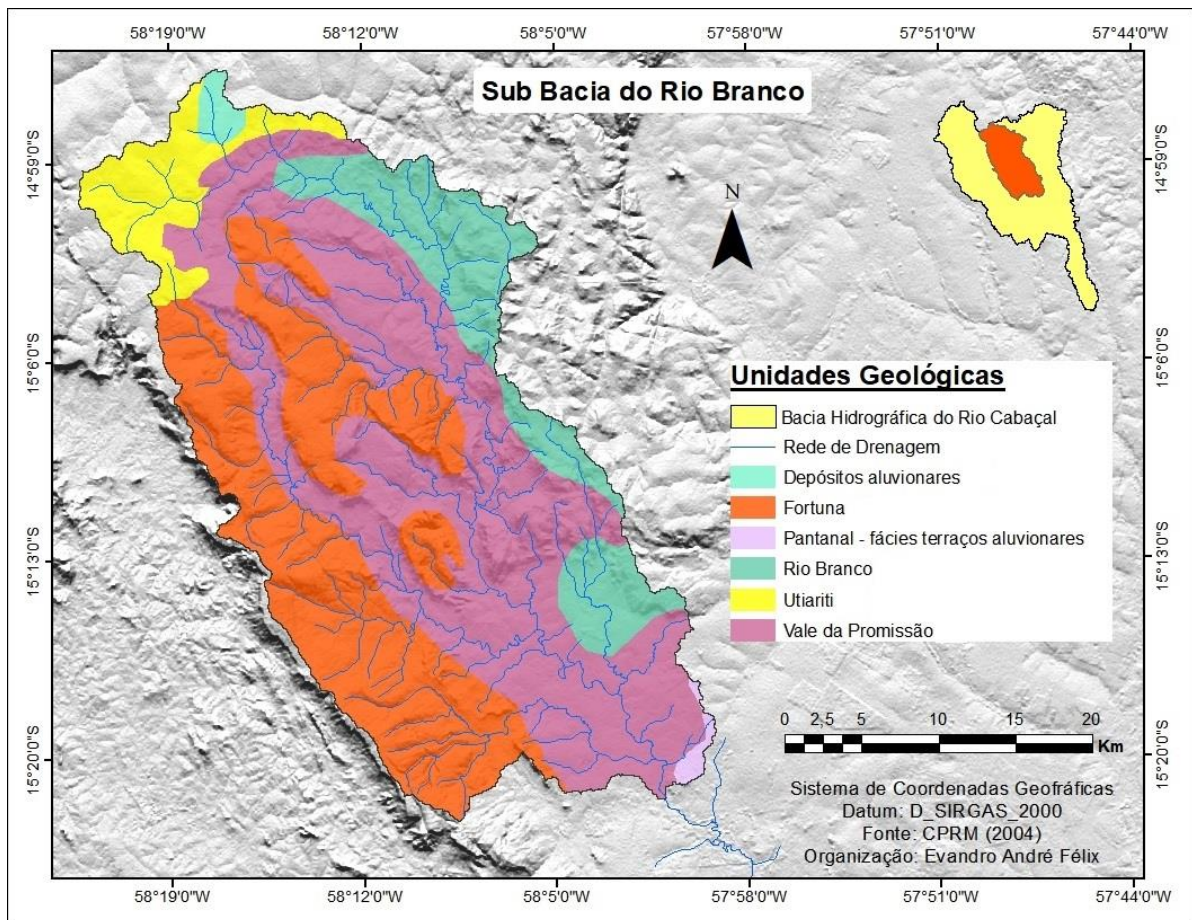 58°19'0"W 58°12'0"W 58°5'0"W 57°58'0"W 57°51'0"W 57°44'0"W
Sub Bacia do Rio Branco
14°59'0"S 14°59'0"S
N
15°6'0"S 15°6'0"S
Unidades Geológicas
Bacia Hidrográfica do Rio Cabaçal
Rede de Drenagem
Depósitos aluvionares
Fortuna
Pantanal - fácies terraços aluvionares
15°13'0"S 15°13'0"S
Rio Branco
Utiariti
Vale da Promissão
0 2,5 5 10 15 20
Km
15°20'0"S 15°20'0"S
Sistema de Coordenadas Geofráficas
Datum: D_SIRGAS_2000
Fonte: CPRM (2004)
Organização: Evandro André Félix
58°19'0"W 58°12'0"W 58°5'0"W 57°58'0"W 57°51'0"W 57°44'0"W